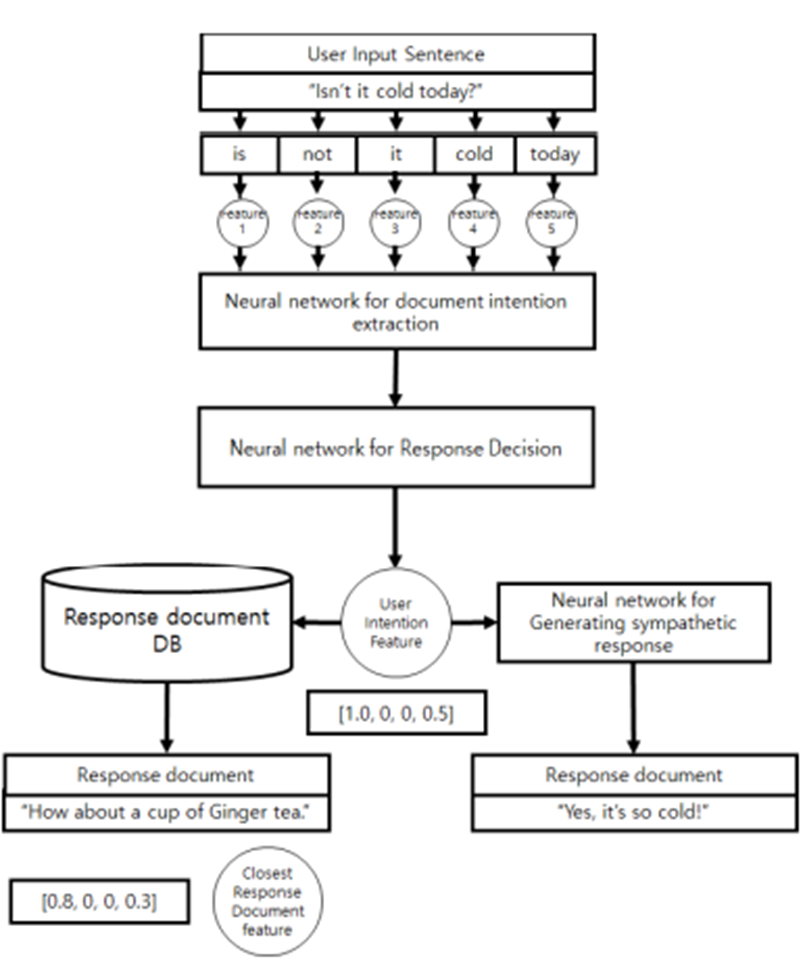 User Input Sentence
"Isn't it cold today?"
is not it cold today
Feature Feature Feature Feature Feature
1 2 3 4 5
Neural network for document intention
extraction
Neural network for Response Decision
Response document
DB
User
Intention
Feature
Neural network for
Generating sympathetic
response
[1.0, 0, 0, 0.5]
Response document
"How about a cup of Ginger tea."
Response document
"Yes, it's so cold!"
[0.8, 0, 0, 0.3]
Closest
Response
Document
feature